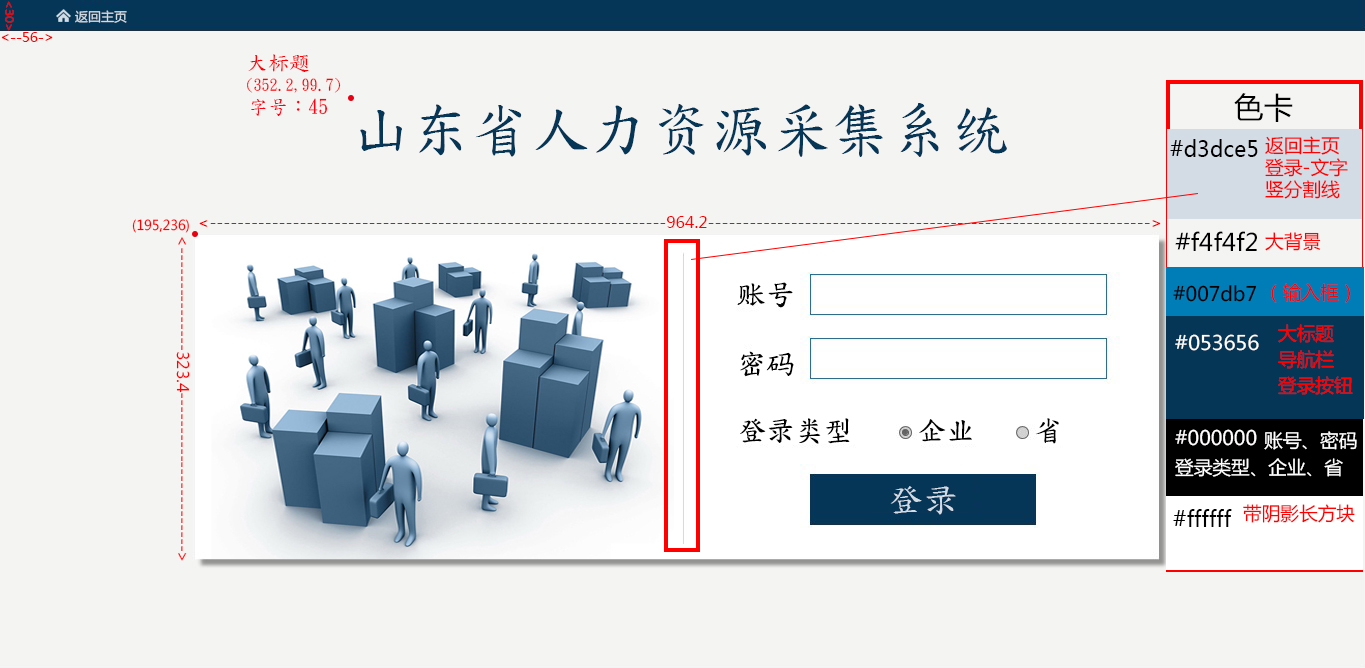 <30>
返回主页
<--56->
大标题
(352.2,99.7)
字号：45
山东省人力资源采集系统
色卡
#d3dce5 返回主页
登录-文字
竖分割线
#f4f4f2 大背景
#007db7 （输入框）
#053656 大标题
导航栏
登录按钮
#000000 账号、密码
登录类型、企业、省
#ffffff 带阴影长方块
(195,236)
964.2
323.4
账号
密码
登录类型 企业 省
登录